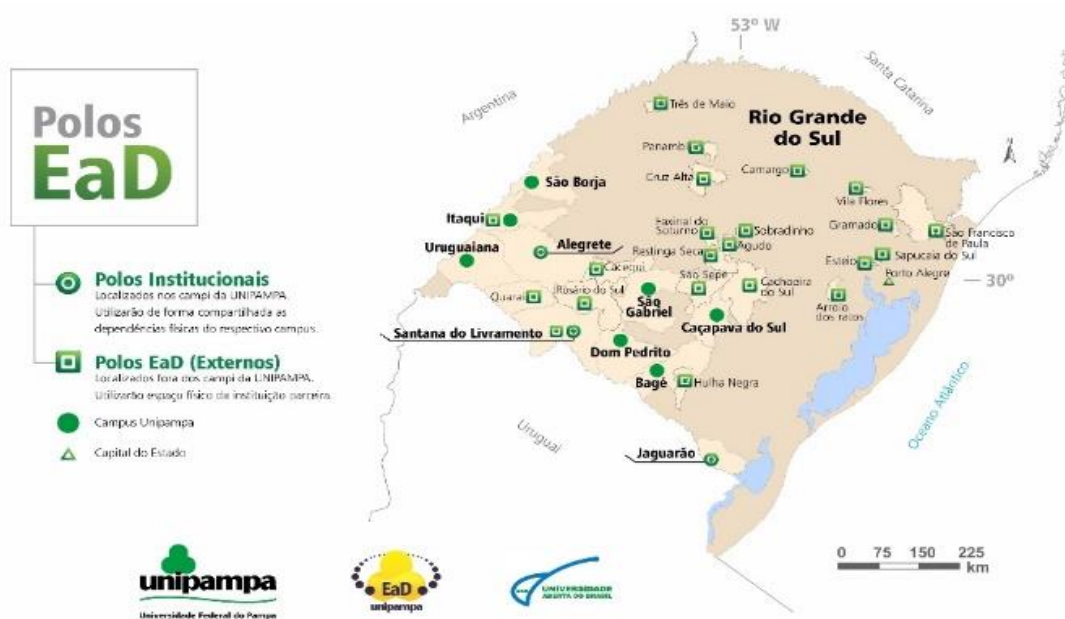 Polos
EaD
Polos Institucionais
Localizados nos campi da UNIPAMPA.
Utilizarão de forma compartilhada as
dependências físicas do respectivo campus.
Polos EaD (Externos)
Localizados fora dos campi da UNIPAMPA.
Utilizarão espaço físico da instituição parceira
Campus Unipampa
Capital do Estado
53º W
Argentina
Santa Catarina
Três de Maio
Rio Grande
do Sul
Panambi
Cruz Alta
Camargo
São Borja
Vila Flores
Itaqui
Gramado
São Francisco
de Paula
Faxinal do
Soturno
Sobradinho
Uruguaiana
Alegrete
Restinga Seca
Agudo
Sapucaia do Sul
Esteio
Porto Alegre
30º
Cacequi
São Sepé
Cachoeira
do Sul
Quaraí
Rosário do Sul
São
Gabriel
Arroio
dos ratos
Santana do Livramento
Caçapava do Sul
Dom Pedrito
Bagé
Hulha Negra
Uruguai
Oceano Atlântico
Jaguarão
0 75 150 225
km
unipampa
Universidade Federal do Pampa
EaD
unipampa
UNIVERSIDADE
ABERTA DO BRASIL